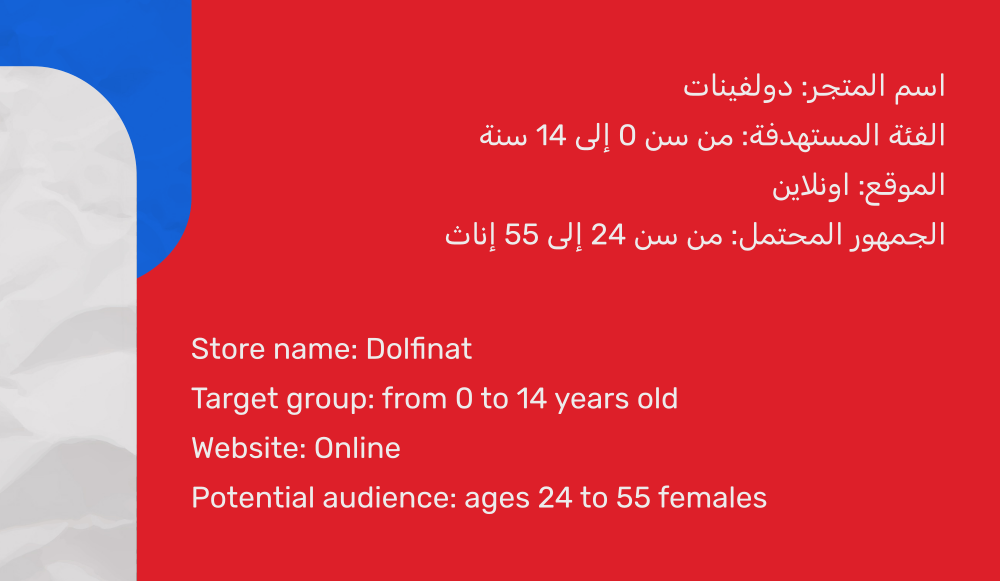 اسم المتجر: دولفينات
الفئة المستهدفة: من سن 0 إلى 14 سنة
الموقع: اونلاين
الجمهور المحتمل: من سن 24 إلى 55 إناث
Store name: Dolfinat
Target group: from 0 to 14 years old
Website: Online
Potential audience: ages 24 to 55 females